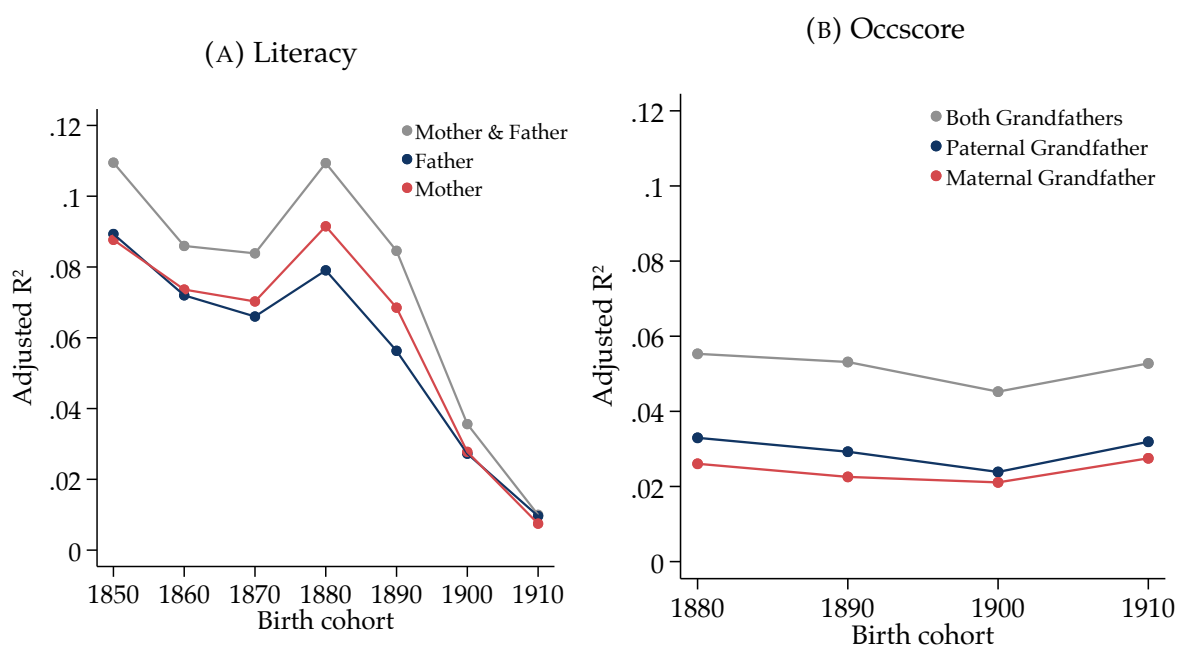 (A) Literacy
Adjusted R²
.12
.1
.08
.06
.04
.02
0
Mother & Father
Father
Mother
1850 1860 1870 1880 1890 1900 1910
Birth cohort
(B) Occscore
Adjusted R²
.12
.1
.08
.06
.04
.02
0
Both Grandfathers
Paternal Grandfather
Maternal Grandfather
1880 1890 1900 1910
Birth cohort